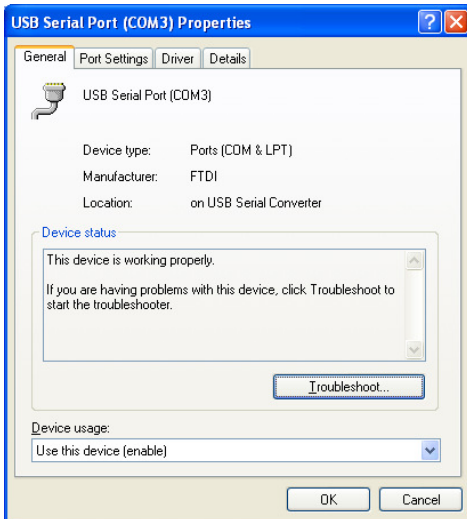 USB Serial Port (COM3) Properties
General Port Settings Driver Details
USB Serial Port (COM3)
Device type: Ports (COM & LPT)
Manufacturer: FTDI
Location: on USB Serial Converter
Device status
This device is working properly.
If you are having problems with this device, click Troubleshoot to
start the troubleshooter.
Troubleshoot...
Device usage:
Use this device (enable)
OK Cancel